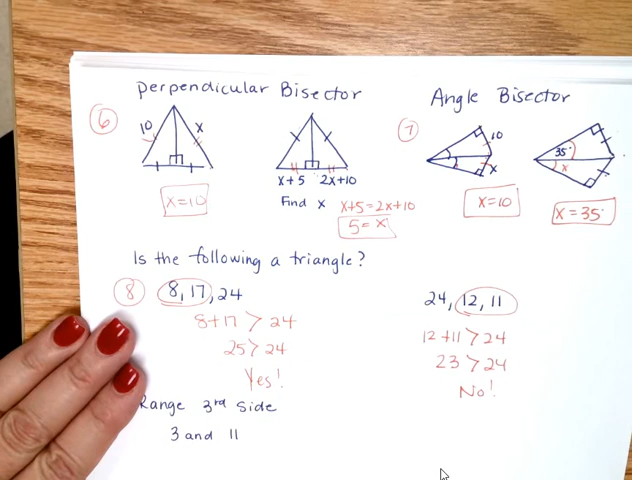 Perpendicular Bisector
Angle Bisector
6
10
x
x+5
2x+10
x=10
Find x
x+5=2x+10
5=x
7
10
x
35°
x
x=10
x=35°
Is the following a triangle?
8
8, 17, 24
8+17 > 24
25 > 24
Yes!
24, 12, 11
12+11 > 24
23 > 24
No!
Range 3rd side
3 and 11